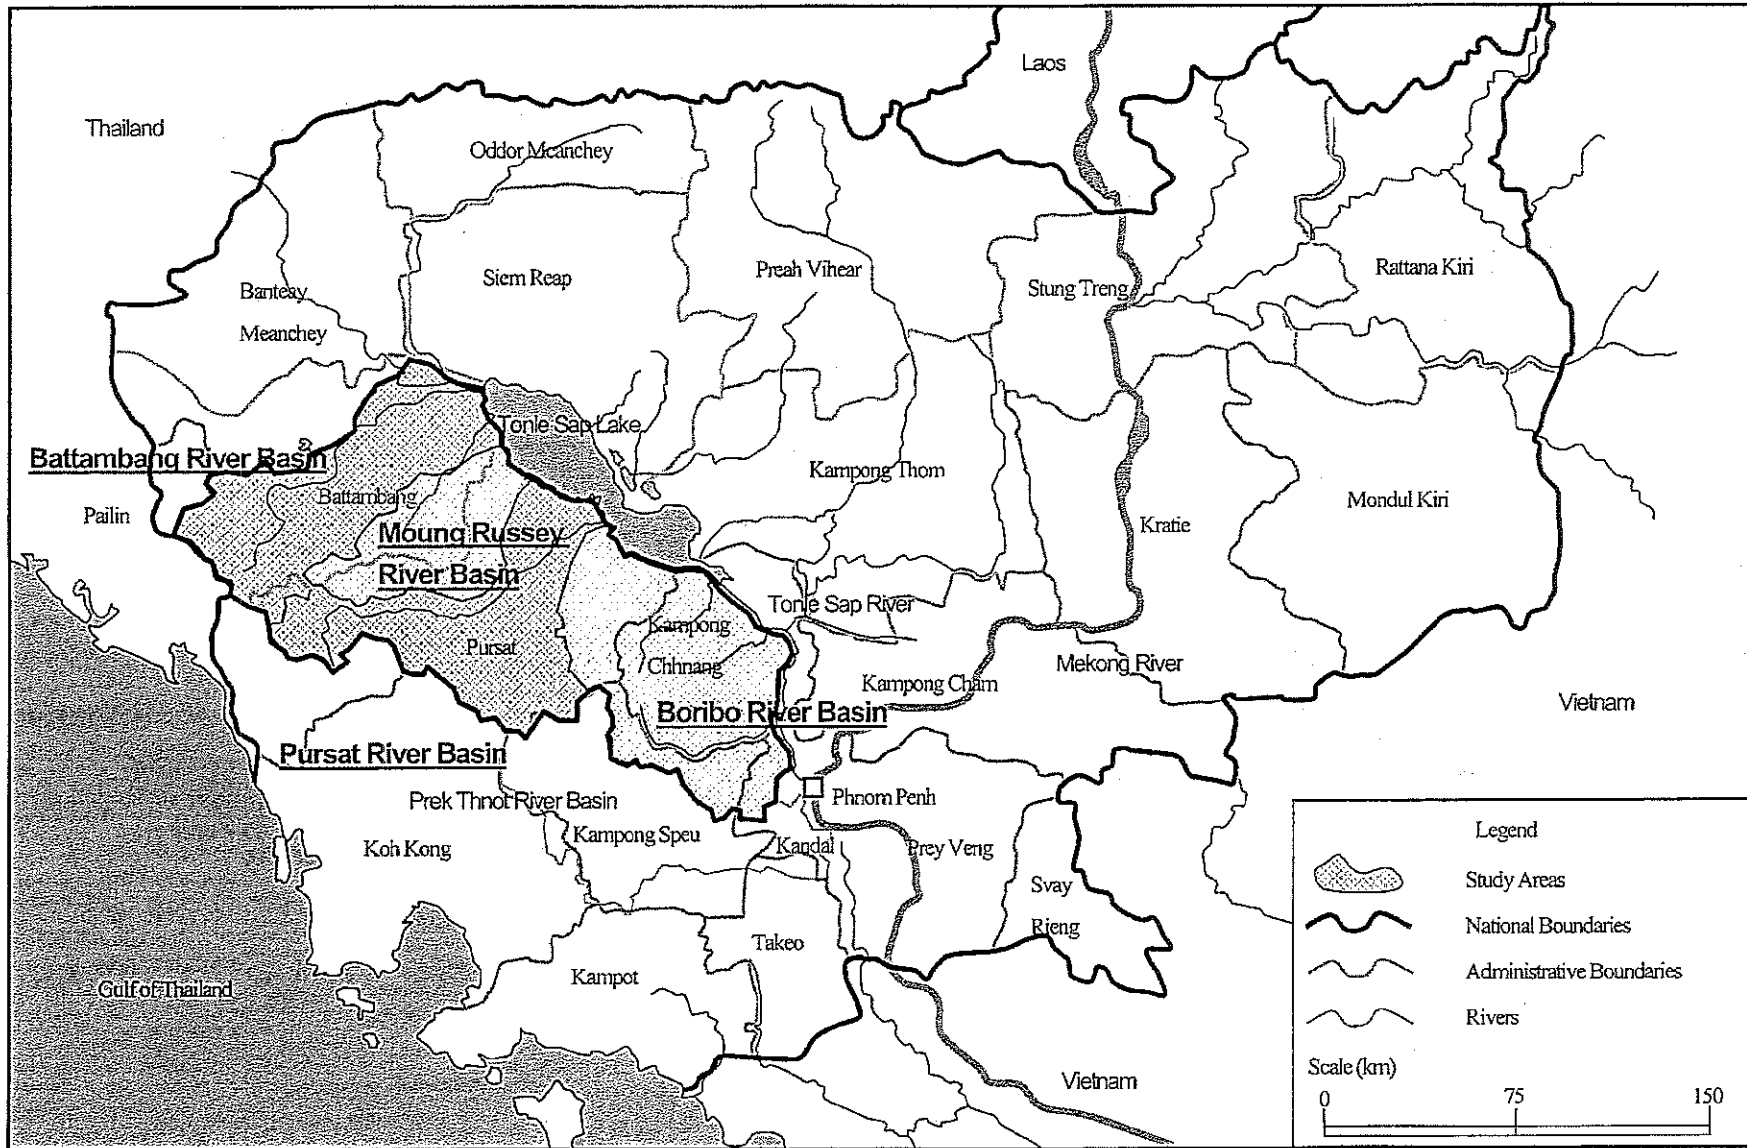 Laos
Thailand
Oddor Meanchey
Preah Vihear
Rattana Kiri
Siem Reap
Stung Treng
Banteay
Meanchey
Tonle Sap Lake
Battambang River Basin
Kampong Thom
Battambang
Mondul Kiri
Pailin
Kratie
Moung Russey
River Basin
Tonle Sap River
Kampong
Chhnang
Pursat
Mekong River
Kampong Cham
Vietnam
Boribo River Basin
Pursat River Basin
Prek Thnot River Basin
Phnom Penh
Kampong Speu
Koh Kong
Kandal
Prey Veng
Svay
Rieng
Takeo
Kampot
Gulf of Thailand
Vietnam
Legend
Study Areas
National Boundaries
Administrative Boundaries
Rivers
Scale (km)
0 75 150